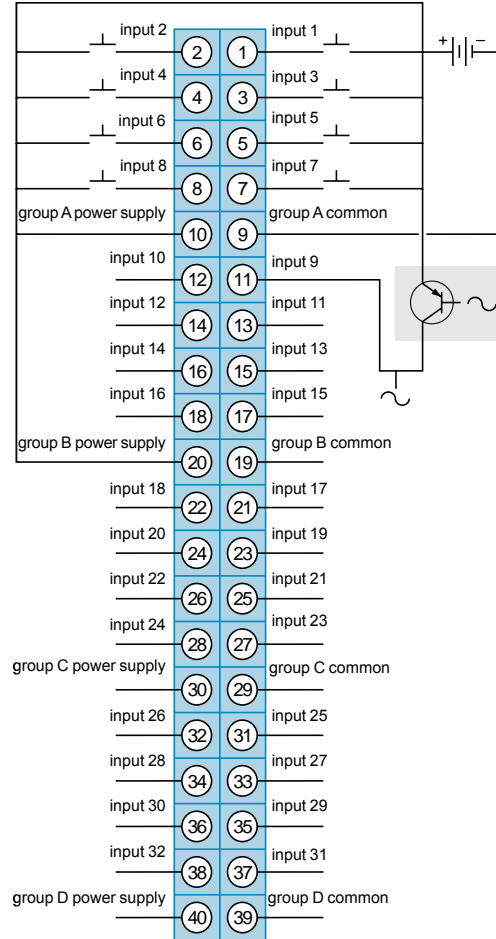 input 2 2 1 input 1 + −
input 4 4 3 input 3
input 6 6 5 input 5
input 8 8 7 input 7
group A power supply 10 9 group A common
input 10 12 11 input 9
input 12 14 13 input 11
input 14 16 15 input 13
input 16 18 17 input 15
group B power supply 20 19 group B common
input 18 22 21 input 17
input 20 24 23 input 19
input 22 26 25 input 21
input 24 28 27 input 23
group C power supply 30 29 group C common
input 26 32 31 input 25
input 28 34 33 input 27
input 30 36 35 input 29
input 32 38 37 input 31
group D power supply 40 39 group D common